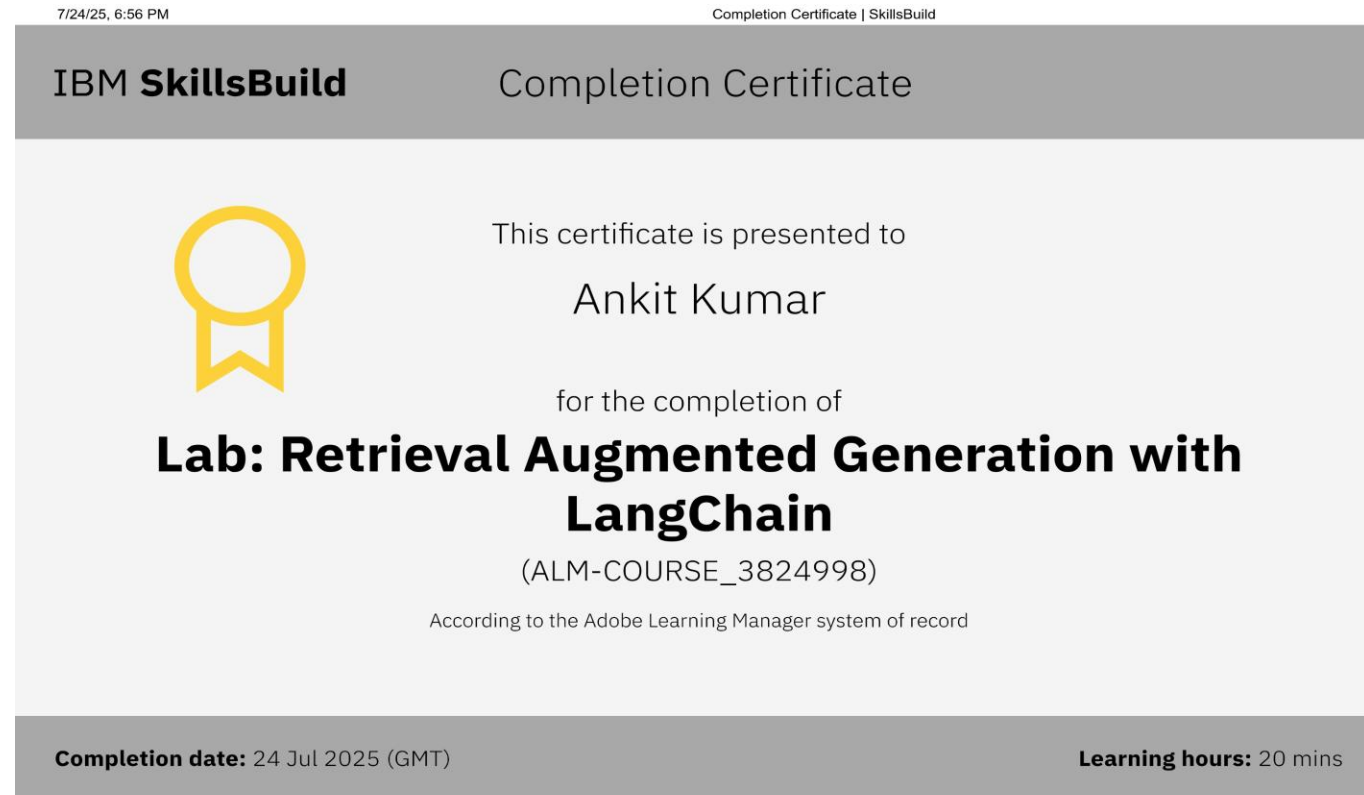 7/24/25, 6:56 PM Completion Certificate | SkillsBuild
IBM SkillsBuild Completion Certificate
This certificate is presented to
Ankit Kumar
for the completion of
Lab: Retrieval Augmented Generation with
LangChain
(ALM-COURSE_3824998)
According to the Adobe Learning Manager system of record
Completion date: 24 Jul 2025 (GMT) Learning hours: 20 mins